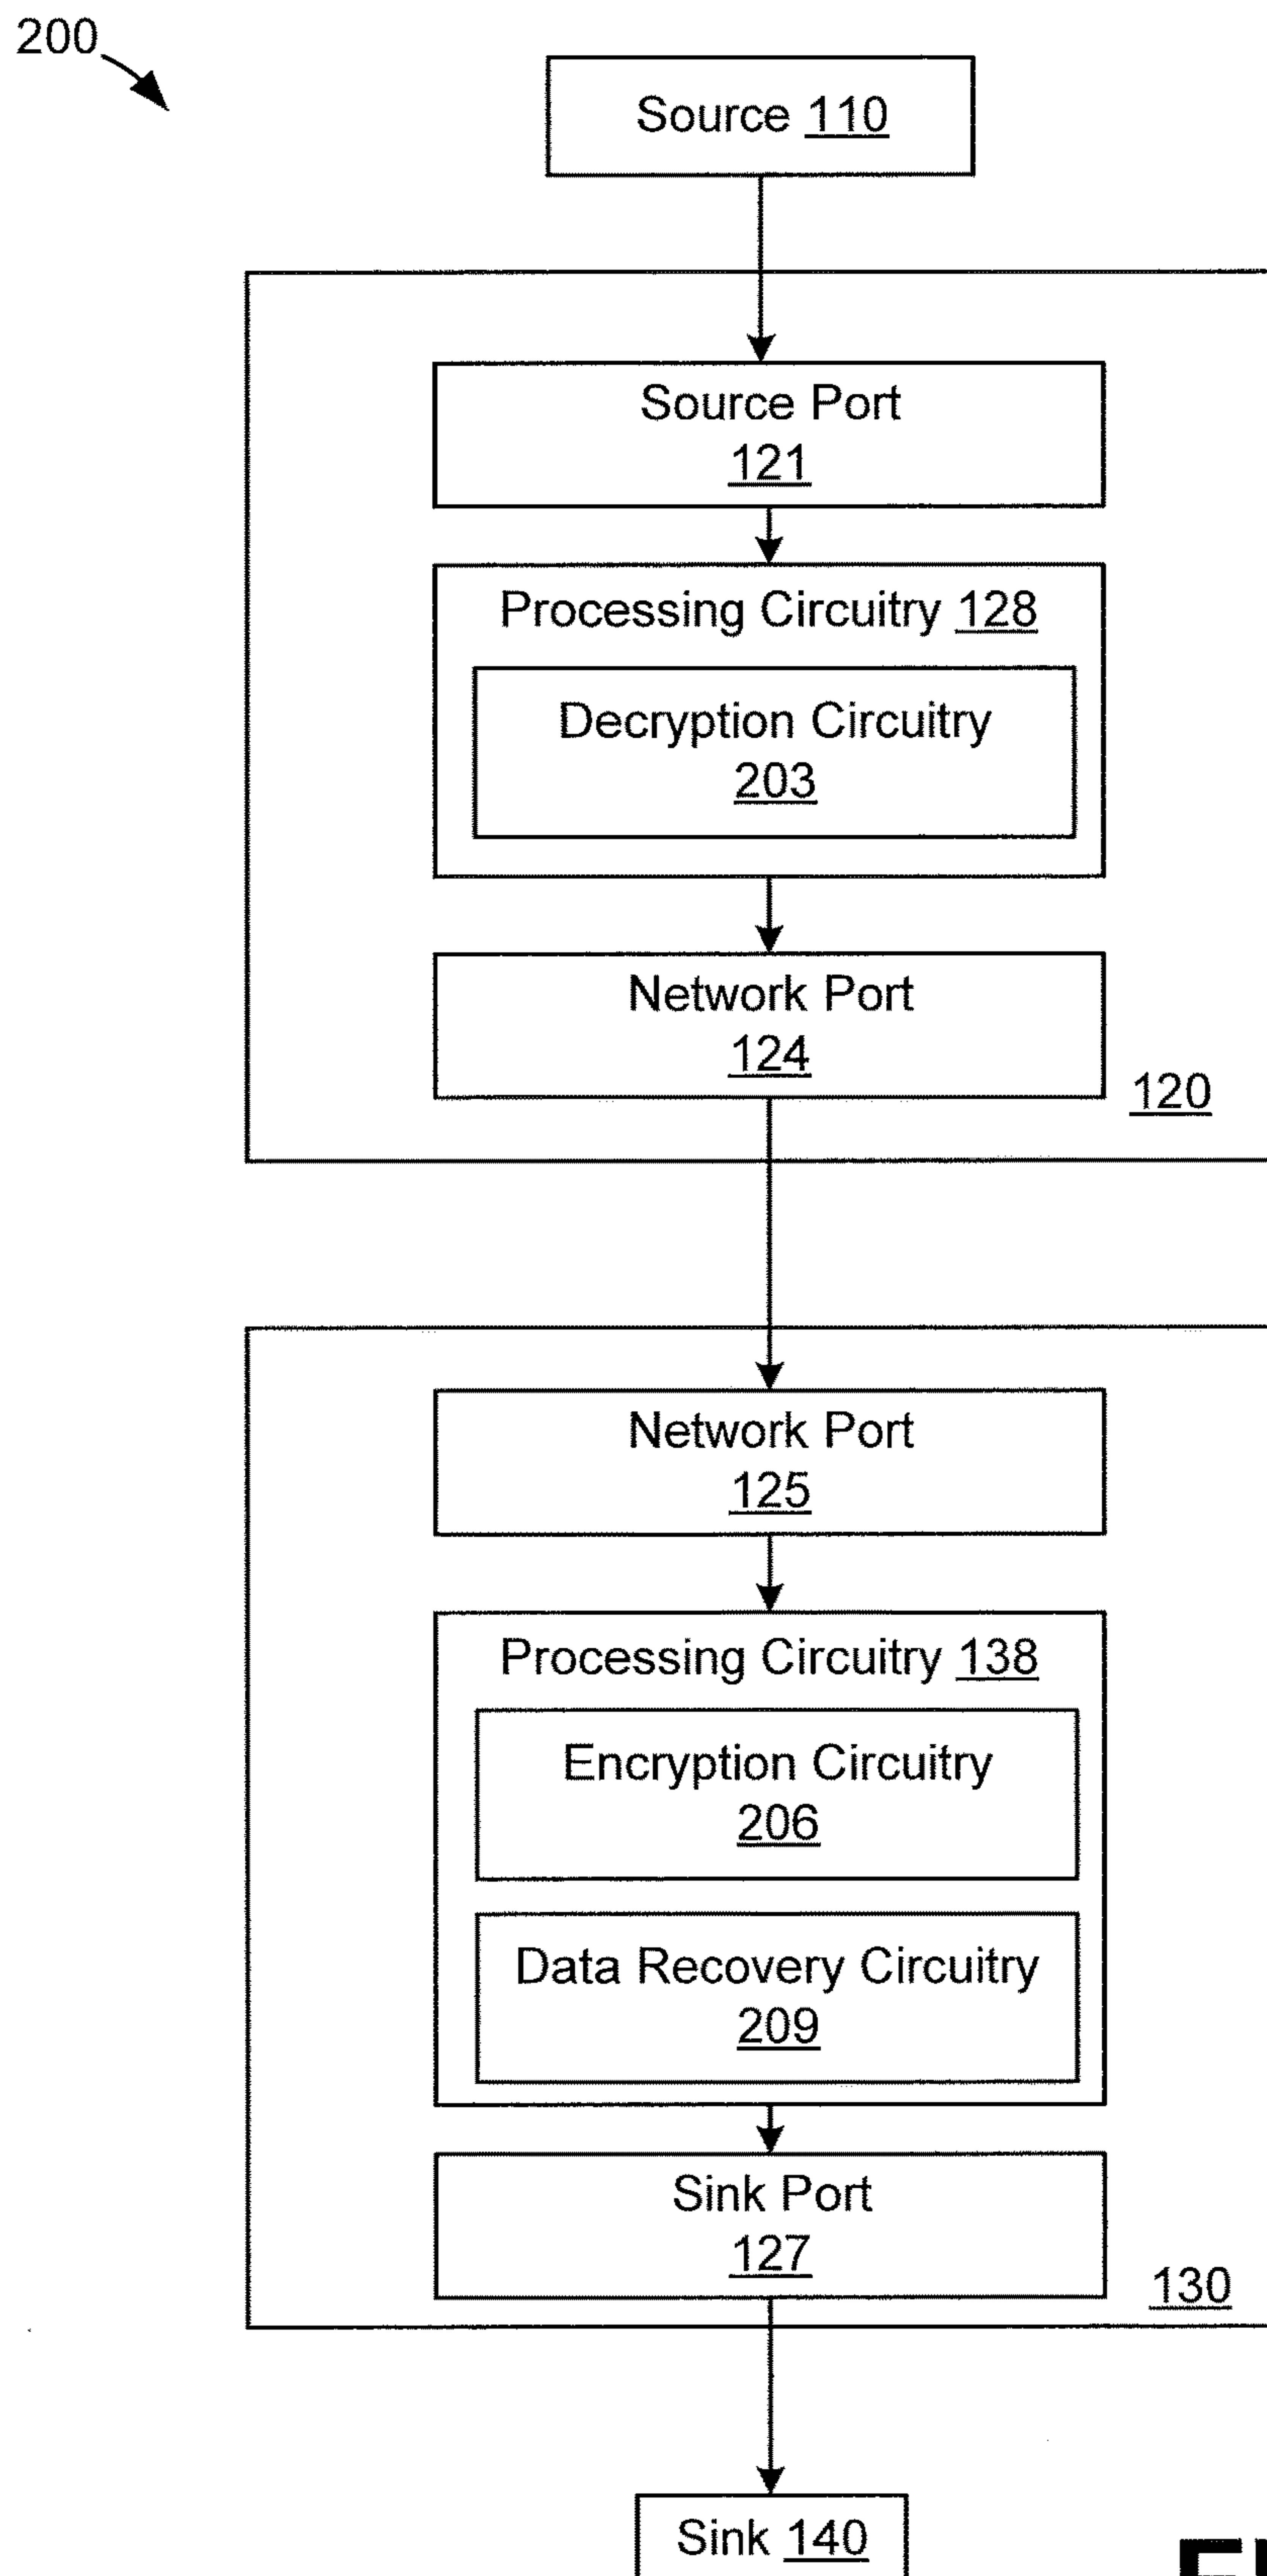 200
Source 110
Source Port
121
Processing Circuitry 128
Decryption Circuitry
203
Network Port
124
120
Network Port
125
Processing Circuitry 138
Encryption Circuitry
206
Data Recovery Circuitry
209
Sink Port
127
130
Sink 140